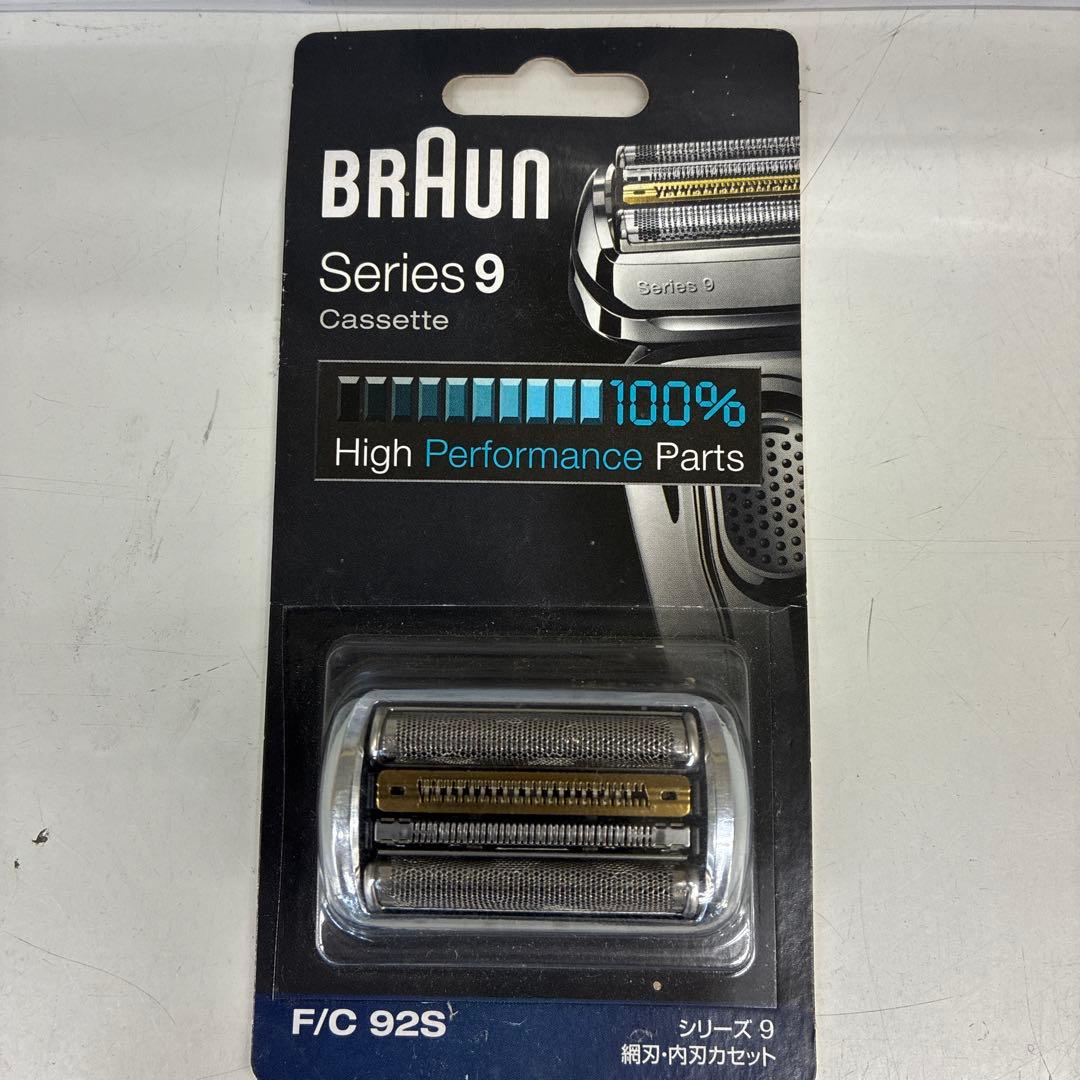 BRAUN
Series 9
Cassette
Series 9
100%
High Performance Parts
F/C 92S
シリーズ 9
網刃・内刃カセット